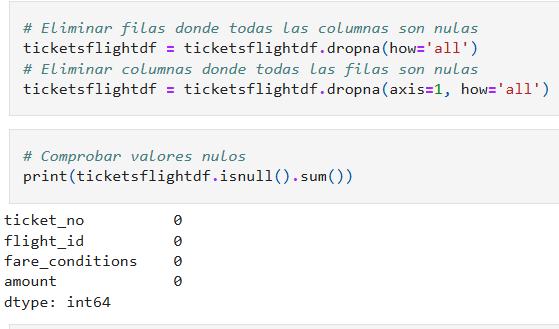 # Eliminar filas donde todas las columnas son nulas
ticketsflightdf = ticketsflightdf.dropna(how='all')
# Eliminar columnas donde todas las filas son nulas
ticketsflightdf = ticketsflightdf.dropna(axis=1, how='all')
# Comprobar valores nulos
print(ticketsflightdf.isnull().sum())
ticket_no 0
flight_id 0
fare_conditions 0
amount 0
dtype: int64